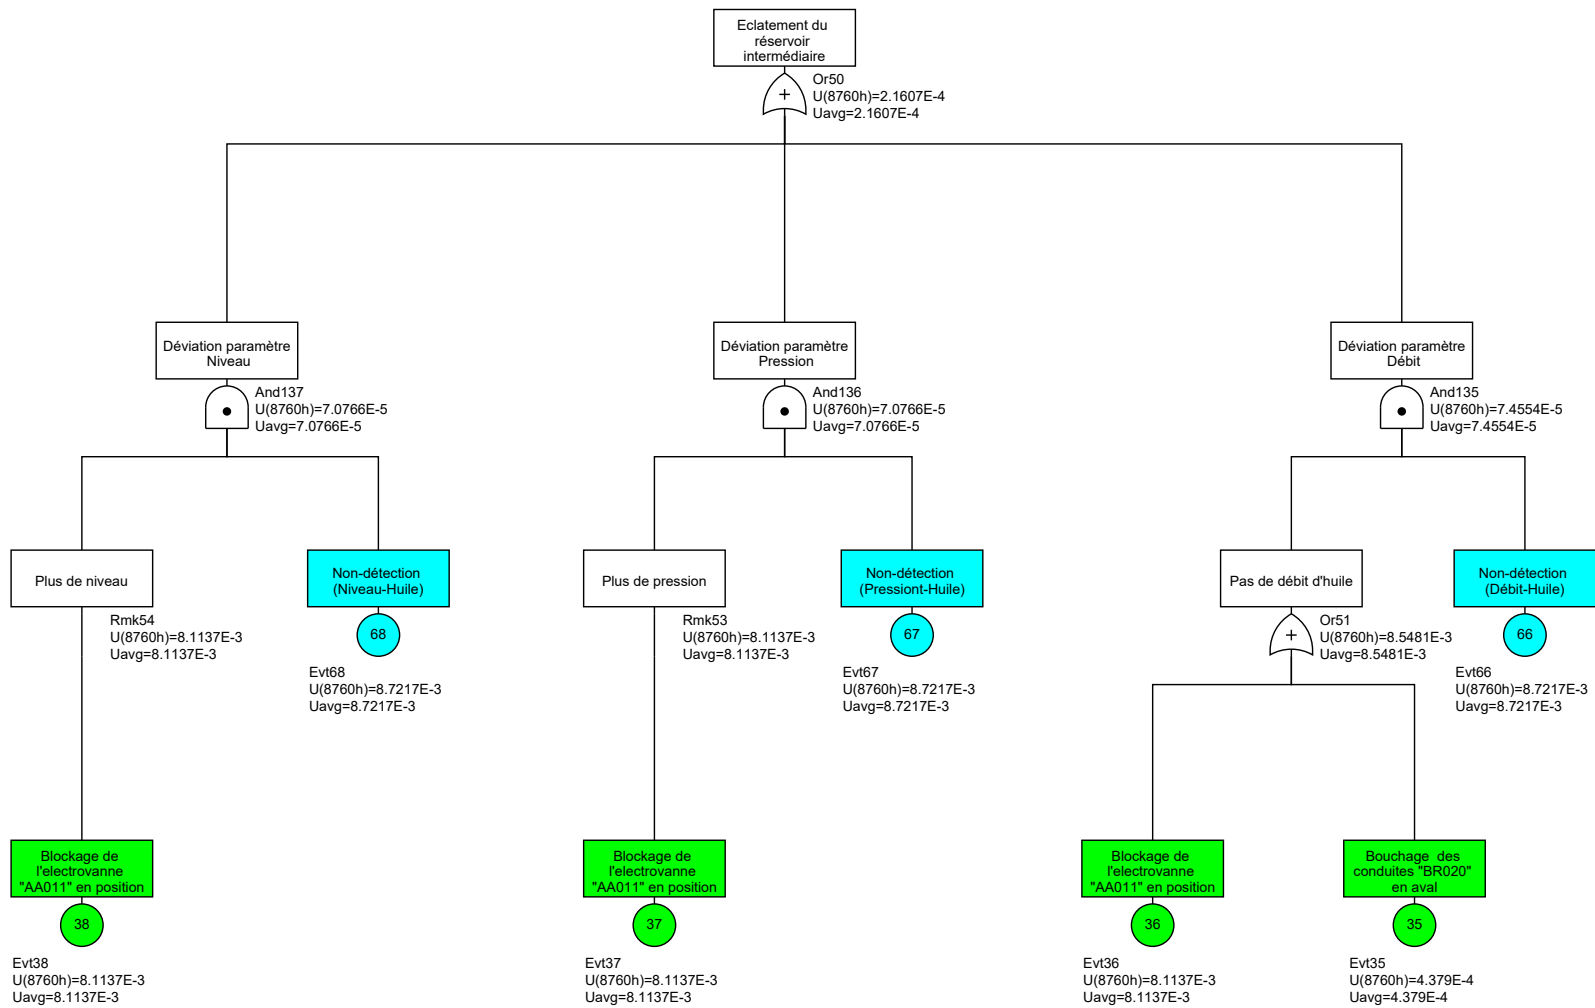 Eclatement du
réservoir
intermédiaire
+
Or50
U(8760h)=2.1607E-4
Uavg=2.1607E-4
Déviation paramètre
Niveau
And137
U(8760h)=7.0766E-5
Uavg=7.0766E-5
Déviation paramètre
Pression
And136
U(8760h)=7.0766E-5
Uavg=7.0766E-5
Déviation paramètre
Débit
And135
U(8760h)=7.4554E-5
Uavg=7.4554E-5
Plus de niveau
Rmk54
U(8760h)=8.1137E-3
Uavg=8.1137E-3
Non-détection
(Niveau-Huile)
68
Evt68
U(8760h)=8.7217E-3
Uavg=8.7217E-3
Plus de pression
Rmk53
U(8760h)=8.1137E-3
Uavg=8.1137E-3
Non-détection
(Pressiont-Huile)
67
Evt67
U(8760h)=8.7217E-3
Uavg=8.7217E-3
Pas de débit d'huile
+
Or51
U(8760h)=8.5481E-3
Uavg=8.5481E-3
Non-détection
(Débit-Huile)
66
Evt66
U(8760h)=8.7217E-3
Uavg=8.7217E-3
Blockage de
l'electrovanne
"AA011" en position
38
Evt38
U(8760h)=8.1137E-3
Uavg=8.1137E-3
Blockage de
l'electrovanne
"AA011" en position
37
Evt37
U(8760h)=8.1137E-3
Uavg=8.1137E-3
Blockage de
l'electrovanne
"AA011" en position
36
Evt36
U(8760h)=8.1137E-3
Uavg=8.1137E-3
Bouchage  des
conduites "BR020"
en aval
35
Evt35
U(8760h)=4.379E-4
Uavg=4.379E-4